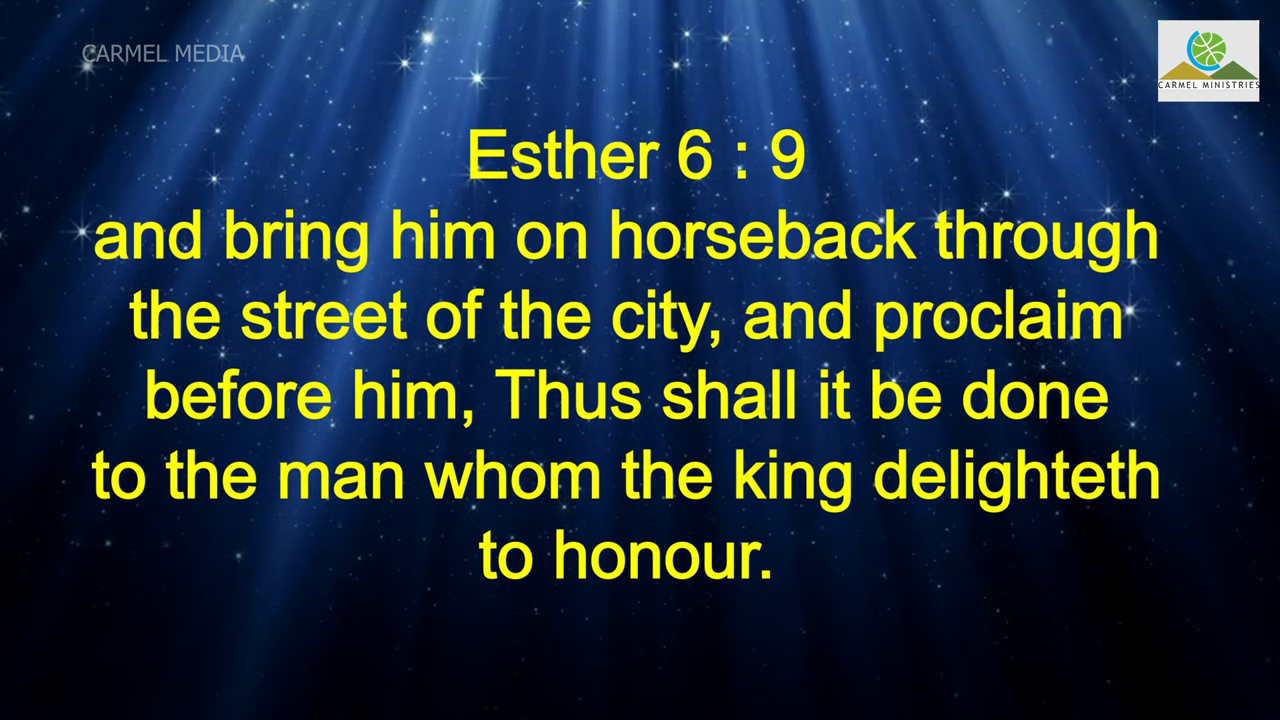 CARMEL MEDIA
CARMEL MINISTRIES
Esther 6 : 9
and bring him on horseback through
the street of the city, and proclaim
before him, Thus shall it be done
to the man whom the king delighteth
to honour.